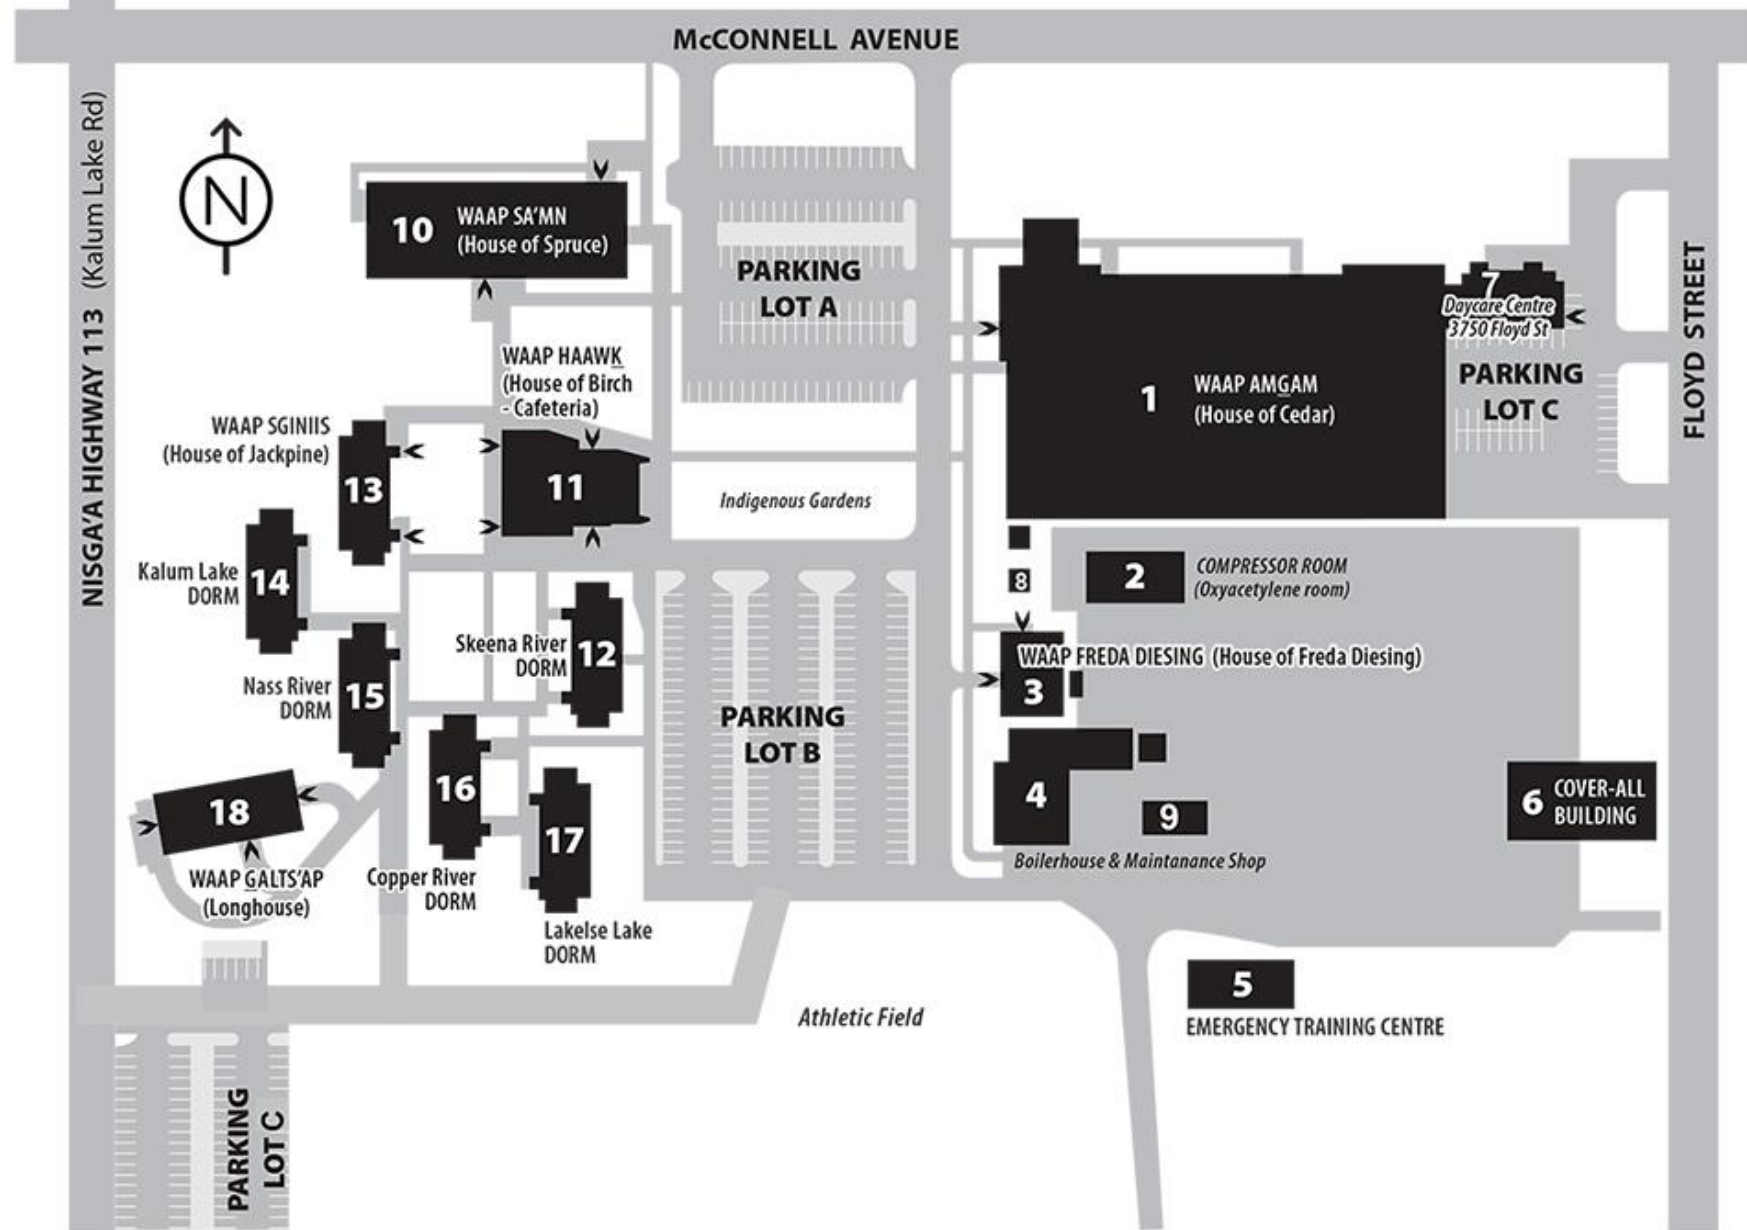 McCONNELL AVENUE
NISGA'A HIGHWAY 113 (Kalum Lake Rd)
N
10 WAAP SA'MN
(House of Spruce)
PARKING
LOT A
7
Daycare Centre
3750 Floyd St
PARKING
LOT C
FLOYD STREET
1 WAAP AMG̲AM
(House of Cedar)
WAAP HAAWK̲
(House of Birch
- Cafeteria)
WAAP SGINIIS
(House of Jackpine)
13
11
Indigenous Gardens
Kalum Lake
DORM
14
8
2 COMPRESSOR ROOM
(Oxyacetylene room)
Skeena River
DORM
12
WAAP FREDA DIESING (House of Freda Diesing)
3
Nass River
DORM
15
PARKING
LOT B
16
17
4
9
Boilerhouse & Maintanance Shop
6 COVER-ALL
BUILDING
18
WAAP G̲ALTS'AP
(Longhouse)
Copper River
DORM
Lakelse Lake
DORM
5
EMERGENCY TRAINING CENTRE
Athletic Field
PARKING
LOT C